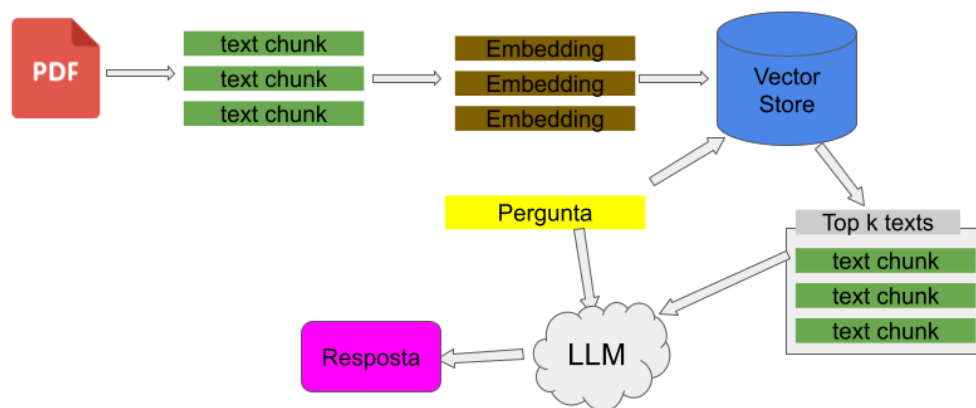 PDF
text chunk
text chunk
text chunk
Embedding
Embedding
Embedding
Vector
Store
Pergunta
Top k texts
text chunk
text chunk
text chunk
LLM
Resposta